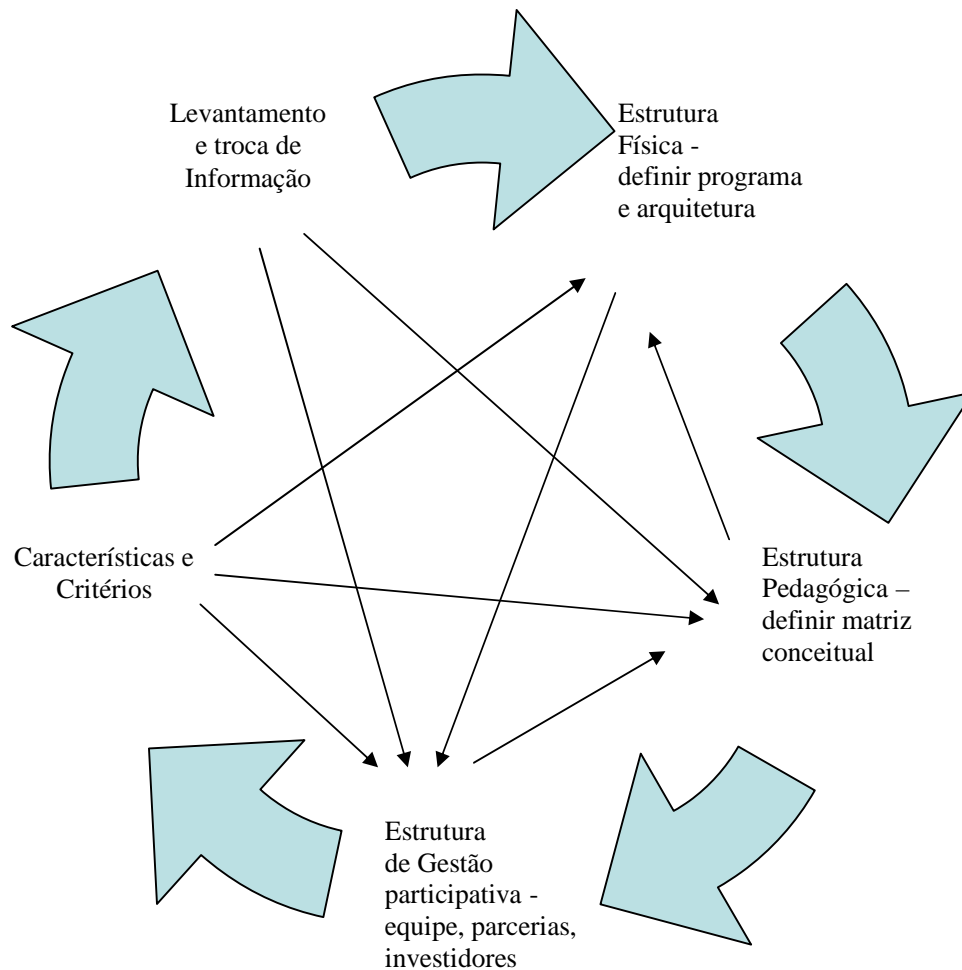 Levantamento
e troca de
Informação
Estrutura
Física -
definir programa
e arquitetura
Características e
Critérios
Estrutura
Pedagógica –
definir matriz
conceitual
Estrutura
de Gestão
participativa -
equipe, parcerias,
investidores